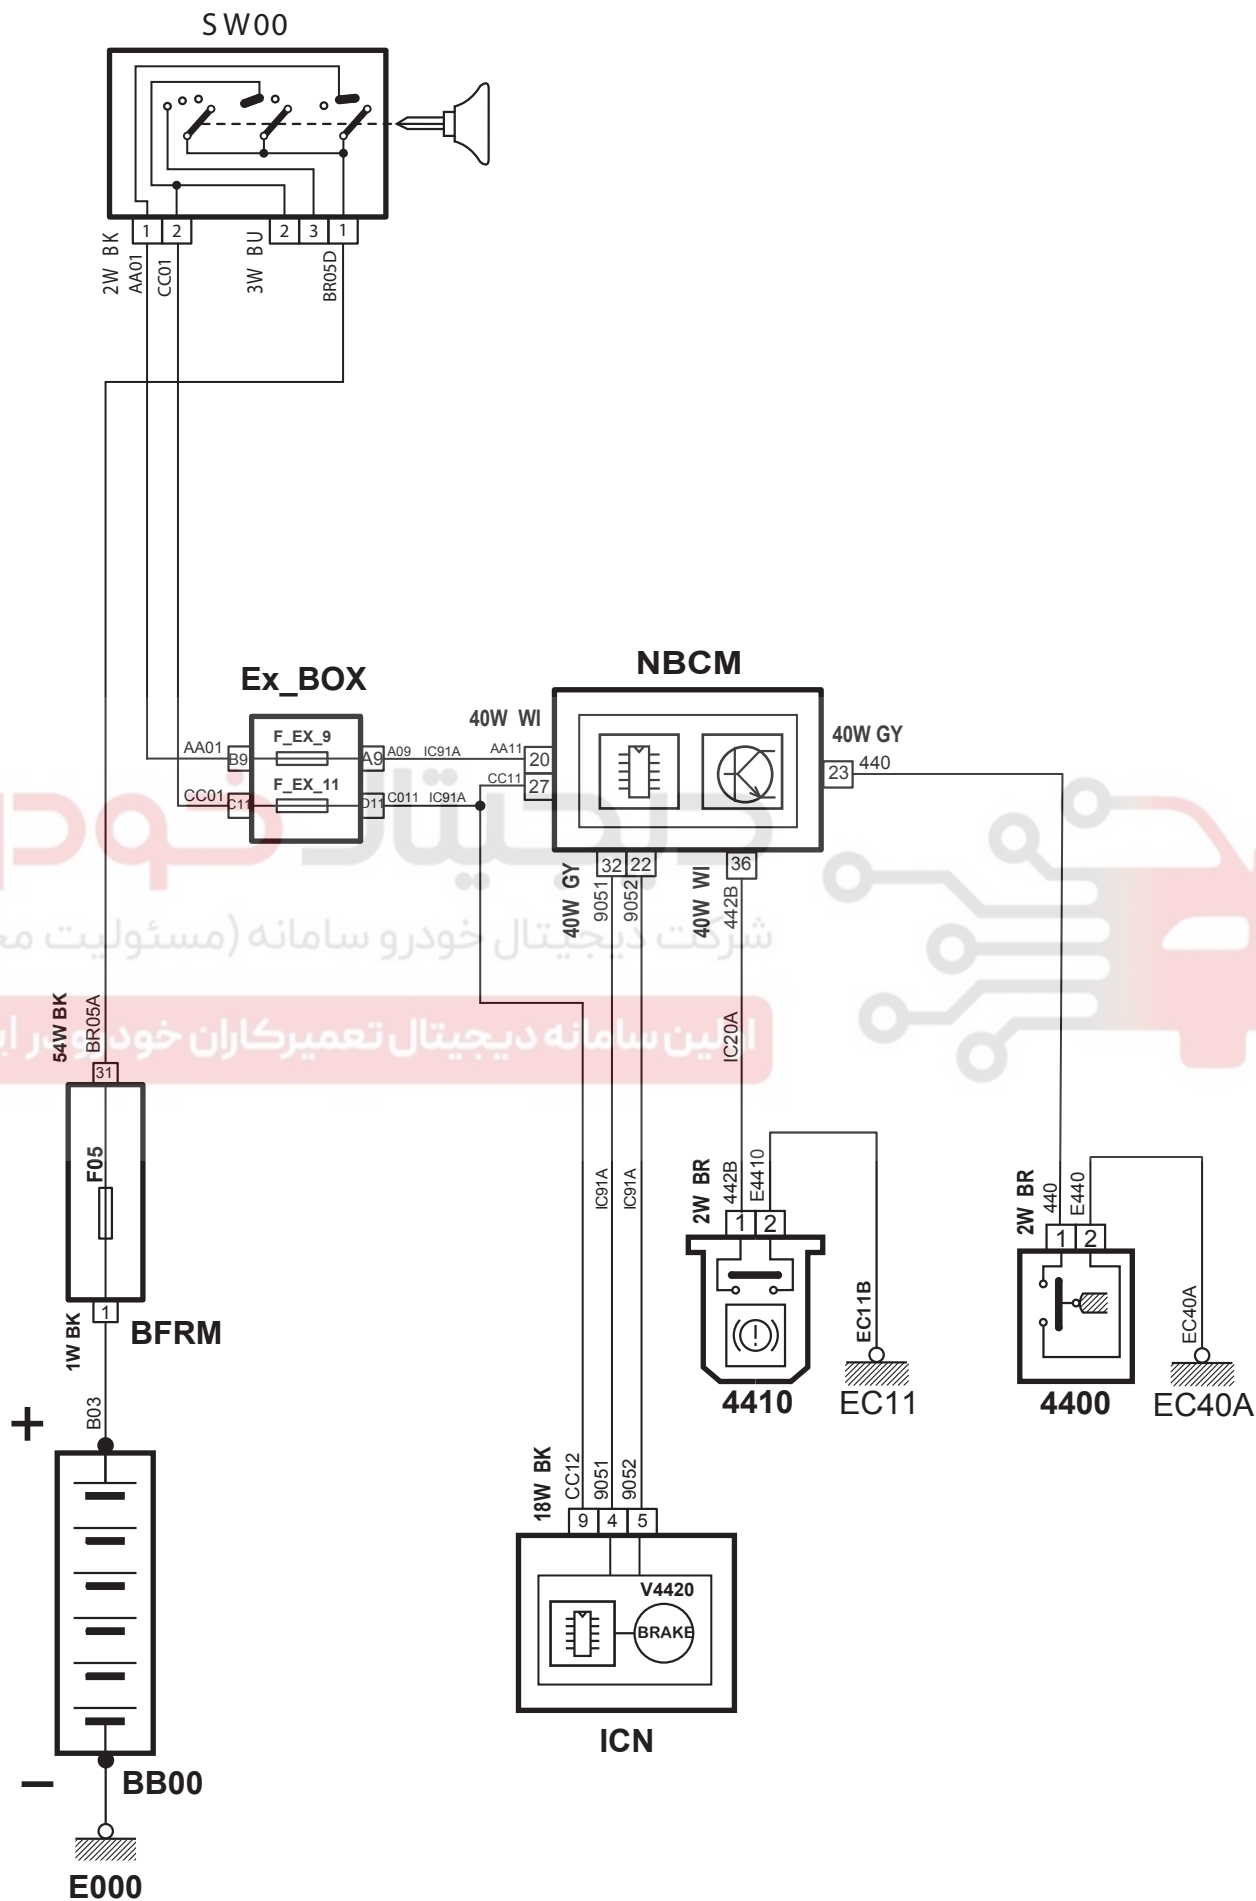 SW00
2W BK
1
2
3W BU
2
3
1
AA01
CC01
BR05D
NBCM
Ex_BOX
40W WI
40W GY
F_EX_9
AA01
B9
A9
A09
IC91A
AA11
20
23
440
F_EX_11
CC01
C11
D11
C011
IC91A
CC11
27
دیجیتال خودرو
40W GY
32
22
40W WI
36
9051
9052
442B
شرکت دیجیتال خودرو سامانه (مسئولیت
54W BK
BR05A
IC20A
اولین سامانه دیجیتال تعمیرکاران خودرو در
31
F05
IC91A
IC91A
2W BR
442B
E4410
2W BR
440
E440
1
2
1
2
1
BFRM
1W BK
EC11B
EC40A
!
B03
+
4410
EC11
4400
EC40A
18W BK
CC12
9051
9052
9
4
5
V4420
BRAKE
ICN
–
BB00
E000